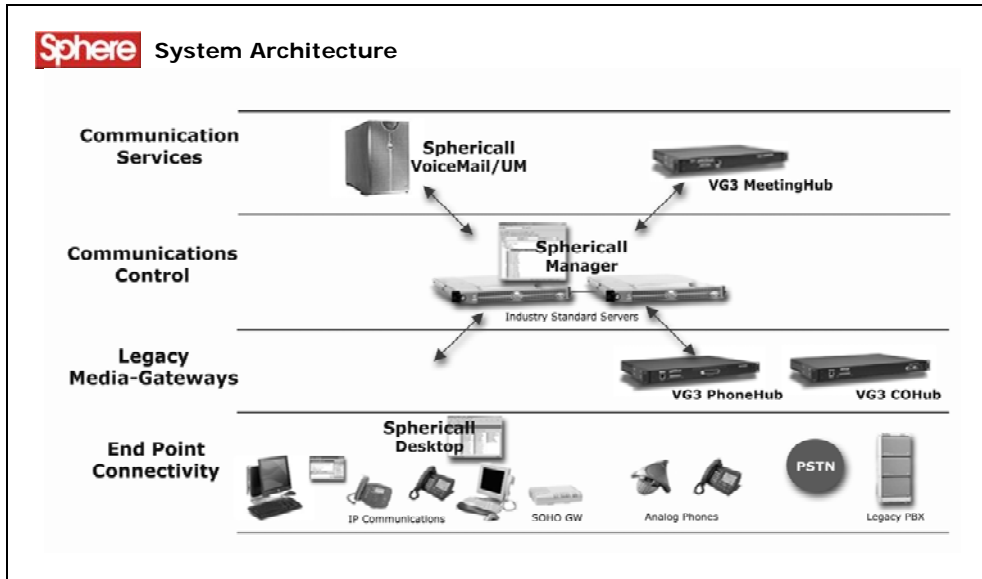 Sphere System Architecture
Communication
Services
Sphericall
VoiceMail/UM
VG3 MeetingHub
Communications
Control
Sphericall
Manager
Industry Standard Servers
Legacy
Media-Gateways
VG3 PhoneHub
VG3 COHub
End Point
Connectivity
Sphericall
Desktop
IP Communications
SOHO GW
Analog Phones
PSTN
Legacy PBX